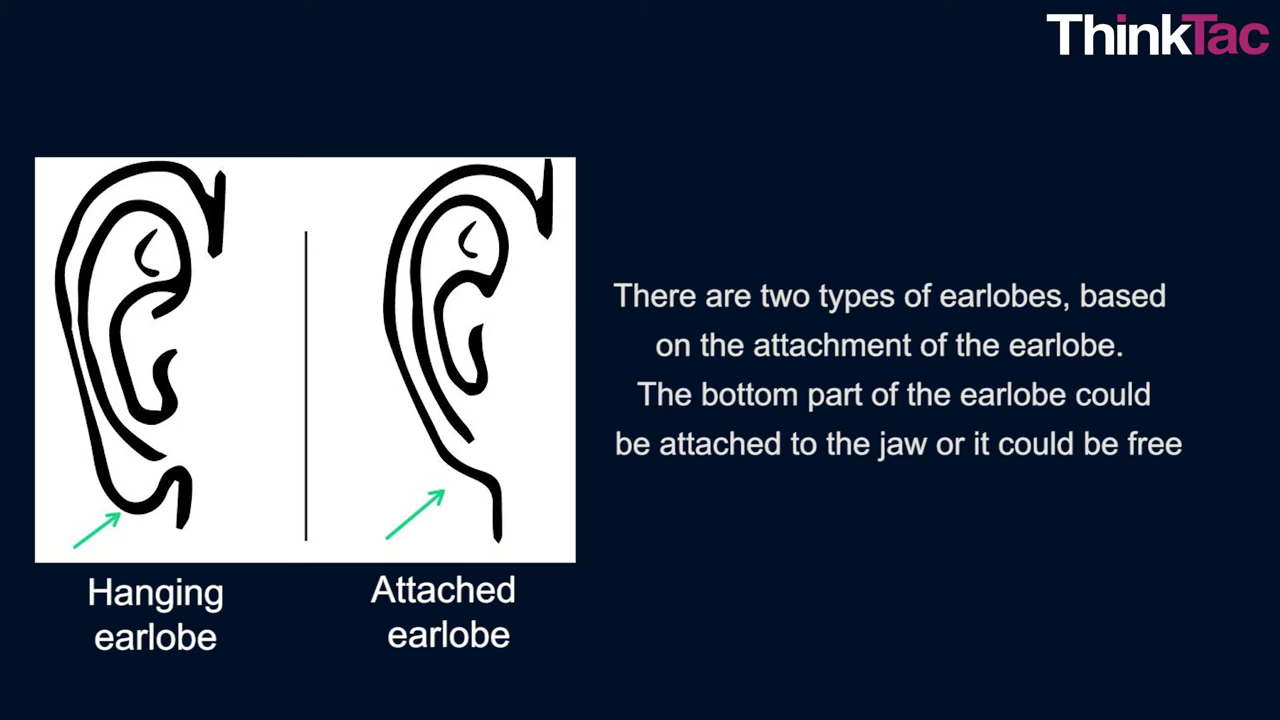 ThinkTac
There are two types of earlobes, based
on the attachment of the earlobe.
The bottom part of the earlobe could
be attached to the jaw or it could be free
Hanging
earlobe
Attached
earlobe